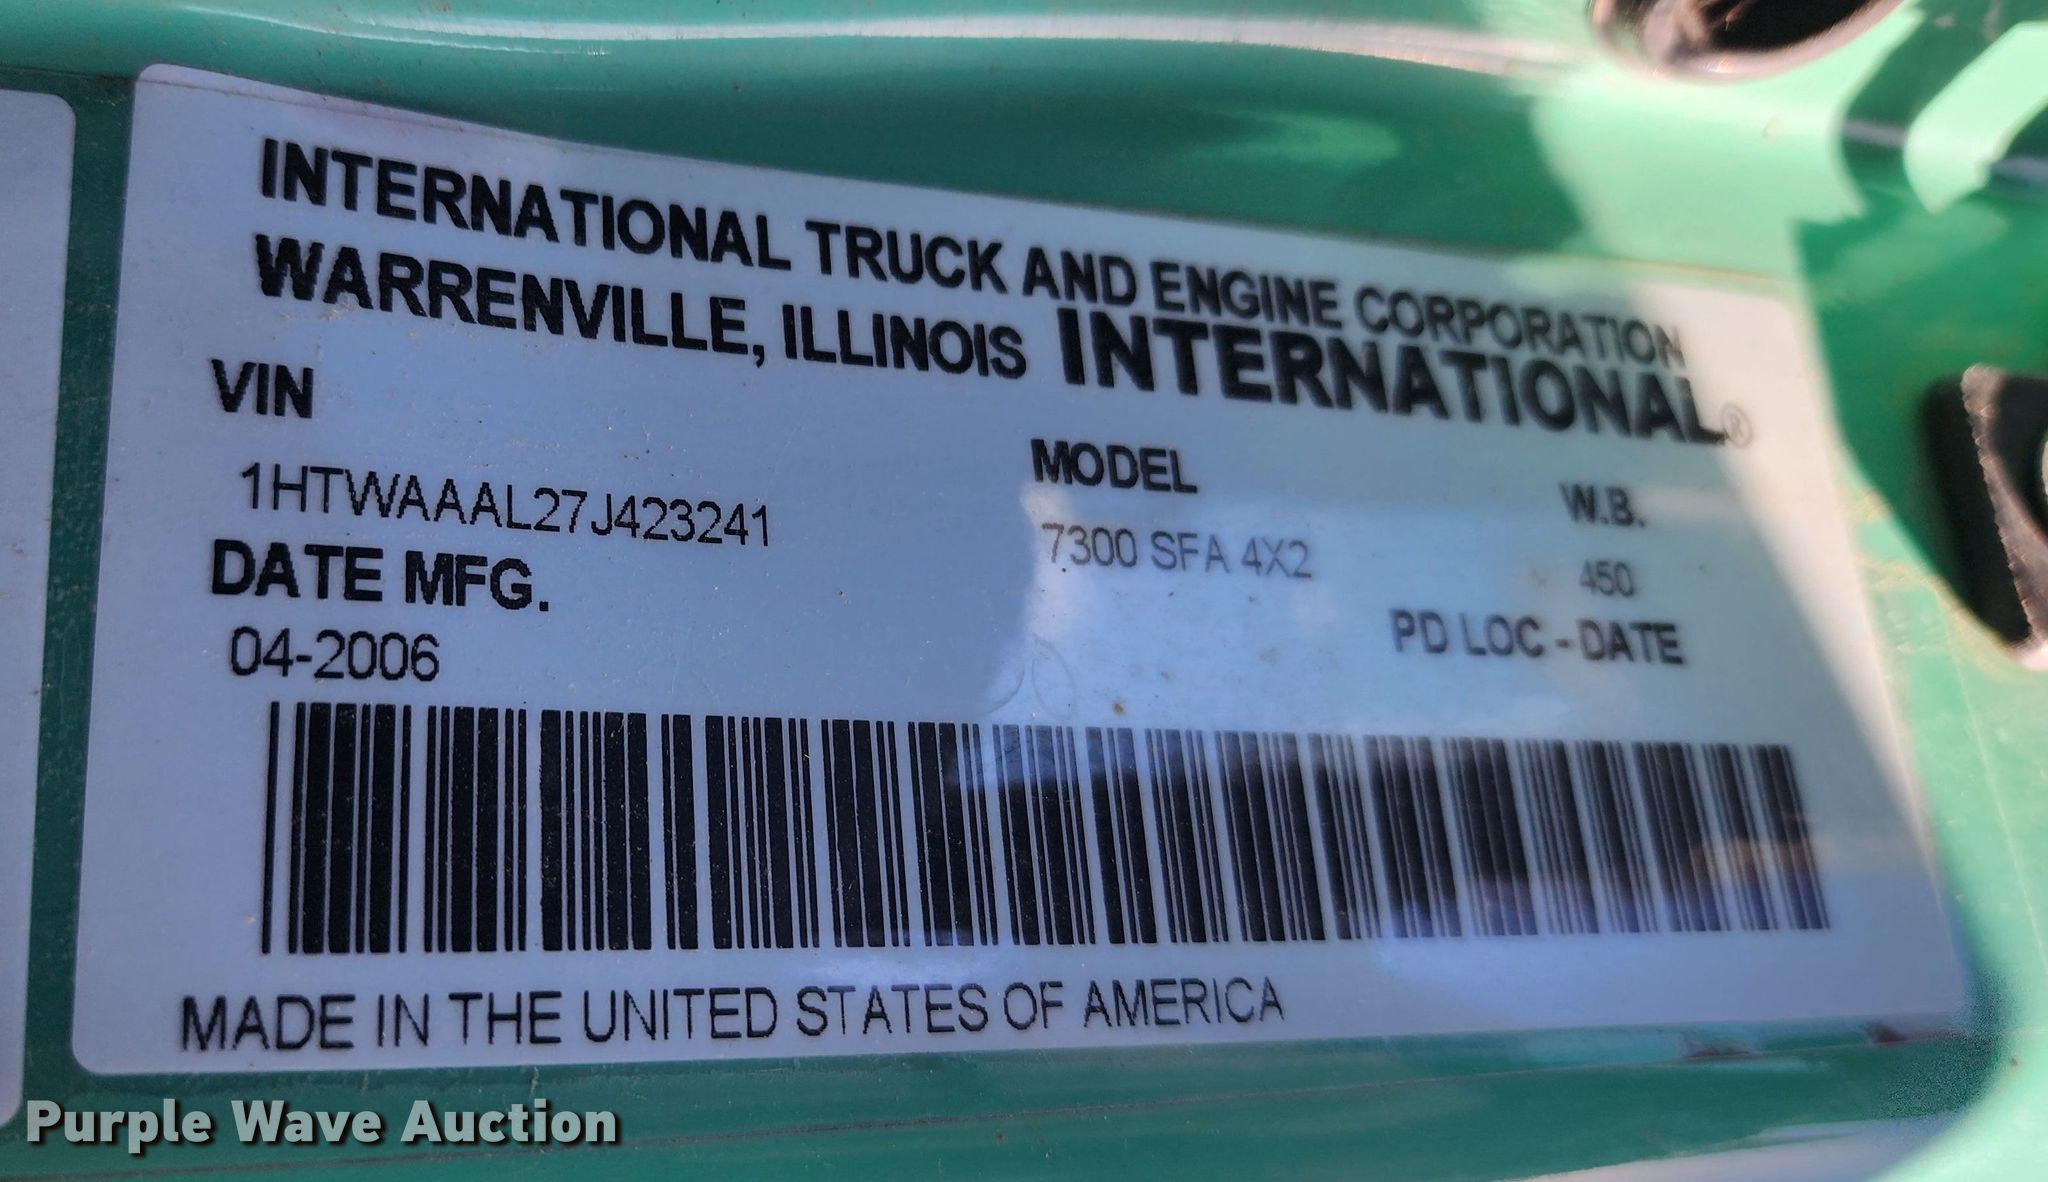 INTERNATIONAL TRUCK AND ENGINE CORPORATION
WARRENVILLE, ILLINOIS INTERNATIONAL®
VIN MODEL W.B.
1HTWAAAL27J423241 7300 SFA 4X2 450
DATE MFG. PD LOC - DATE
04-2006
MADE IN THE UNITED STATES OF AMERICA
Purple Wave Auction